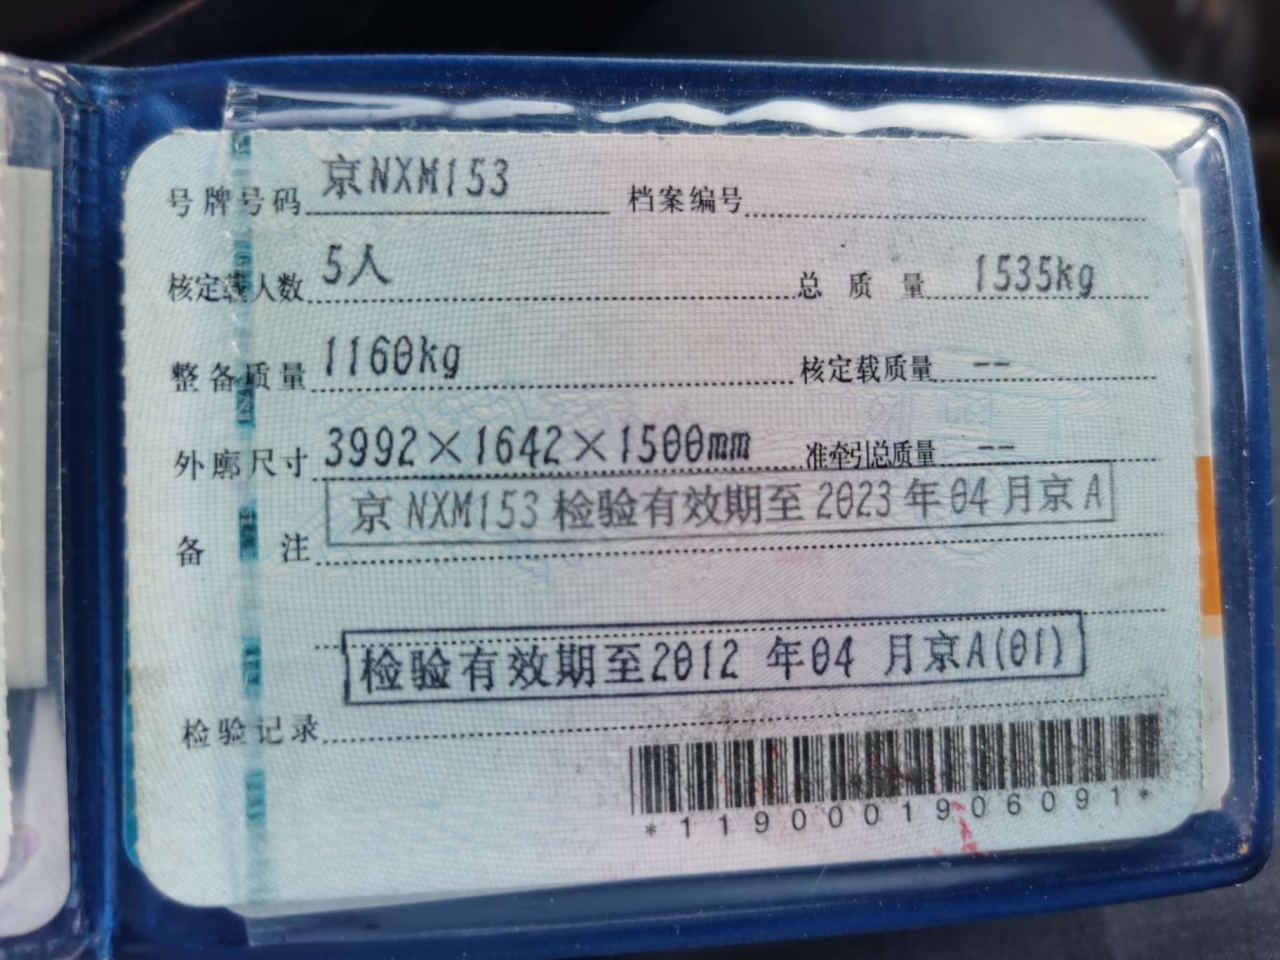 号牌号码 京NXM153 档案编号
核定载人数 5人 总质量 1535kg
整备质量 1160kg 核定载质量 --
外廓尺寸 3992×1642×1500mm 准牵引总质量 --
京NXM153检验有效期至2023年04月京A
备注
检验有效期至2012 年04 月京A(01)
检验记录
*1190001906091*